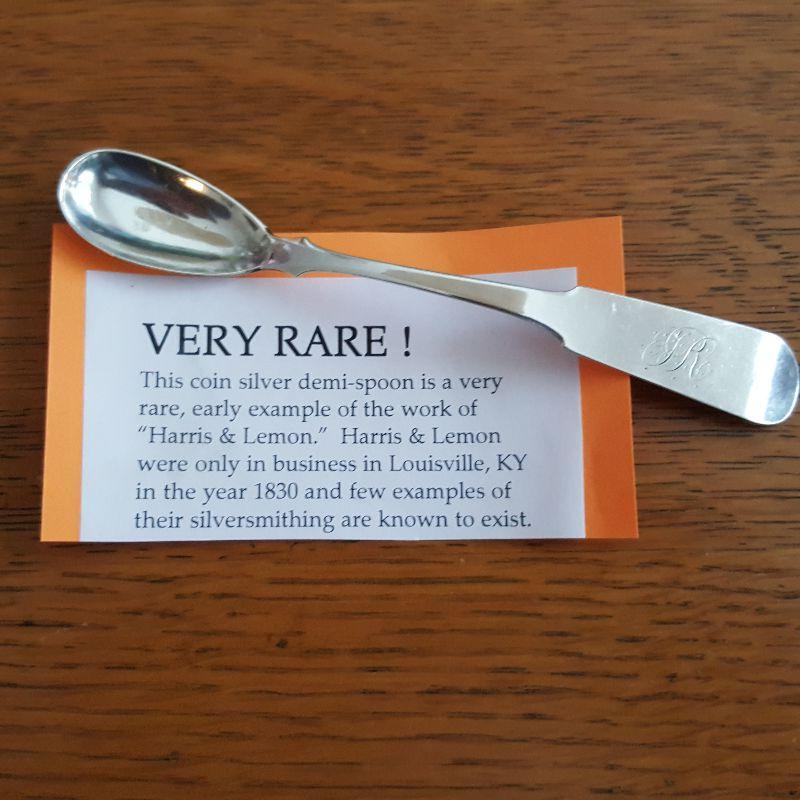 VERY RARE !
This coin silver demi-spoon is a very
rare, early example of the work of
“Harris & Lemon.” Harris & Lemon
were only in business in Louisville, KY
in the year 1830 and few examples of
their silversmithing are known to exist.